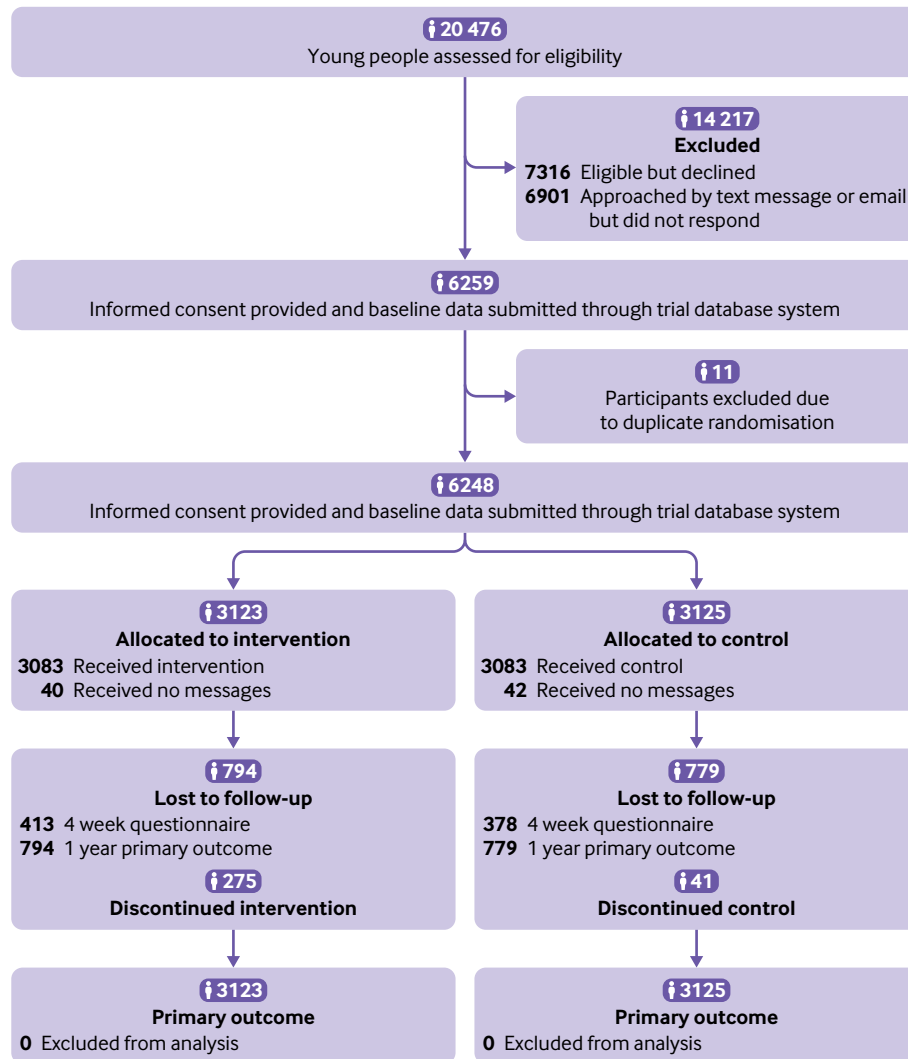 20 476
Young people assessed for eligibility
14 217
Excluded
7316 Eligible but declined
6901 Approached by text message or email
but did not respond
6259
Informed consent provided and baseline data submitted through trial database system
11
Participants excluded due
to duplicate randomisation
6248
Informed consent provided and baseline data submitted through trial database system
3123
Allocated to intervention
3083 Received intervention
40 Received no messages
3125
Allocated to control
3083 Received control
42 Received no messages
794
Lost to follow-up
413 4 week questionnaire
794 1 year primary outcome
275
Discontinued intervention
779
Lost to follow-up
378 4 week questionnaire
779 1 year primary outcome
41
Discontinued control
3123
Primary outcome
0 Excluded from analysis
3125
Primary outcome
0 Excluded from analysis